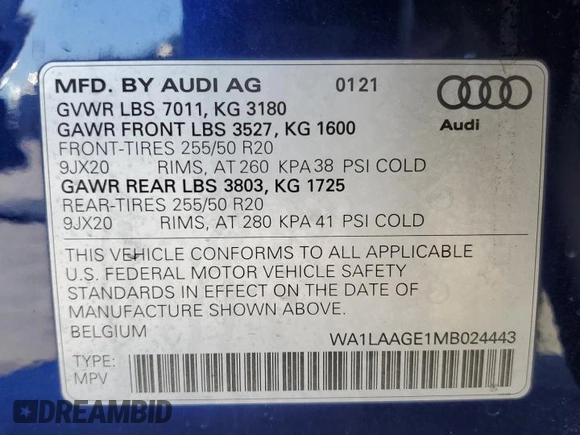 MFD. BY AUDI AG 0121
GVWR LBS 7011, KG 3180
GAWR FRONT LBS 3527, KG 1600
Audi
FRONT-TIRES 255/50 R20
9JX20 RIMS, AT 260 KPA 38 PSI COLD
GAWR REAR LBS 3803, KG 1725
REAR-TIRES 255/50 R20
9JX20 RIMS, AT 280 KPA 41 PSI COLD
THIS VEHICLE CONFORMS TO ALL APPLICABLE
U.S. FEDERAL MOTOR VEHICLE SAFETY
STANDARDS IN EFFECT ON THE DATE OF
MANUFACTURE SHOWN ABOVE.
BELGIUM WA1LAAGE1MB024443
TYPE:
MPV
DREAMBID